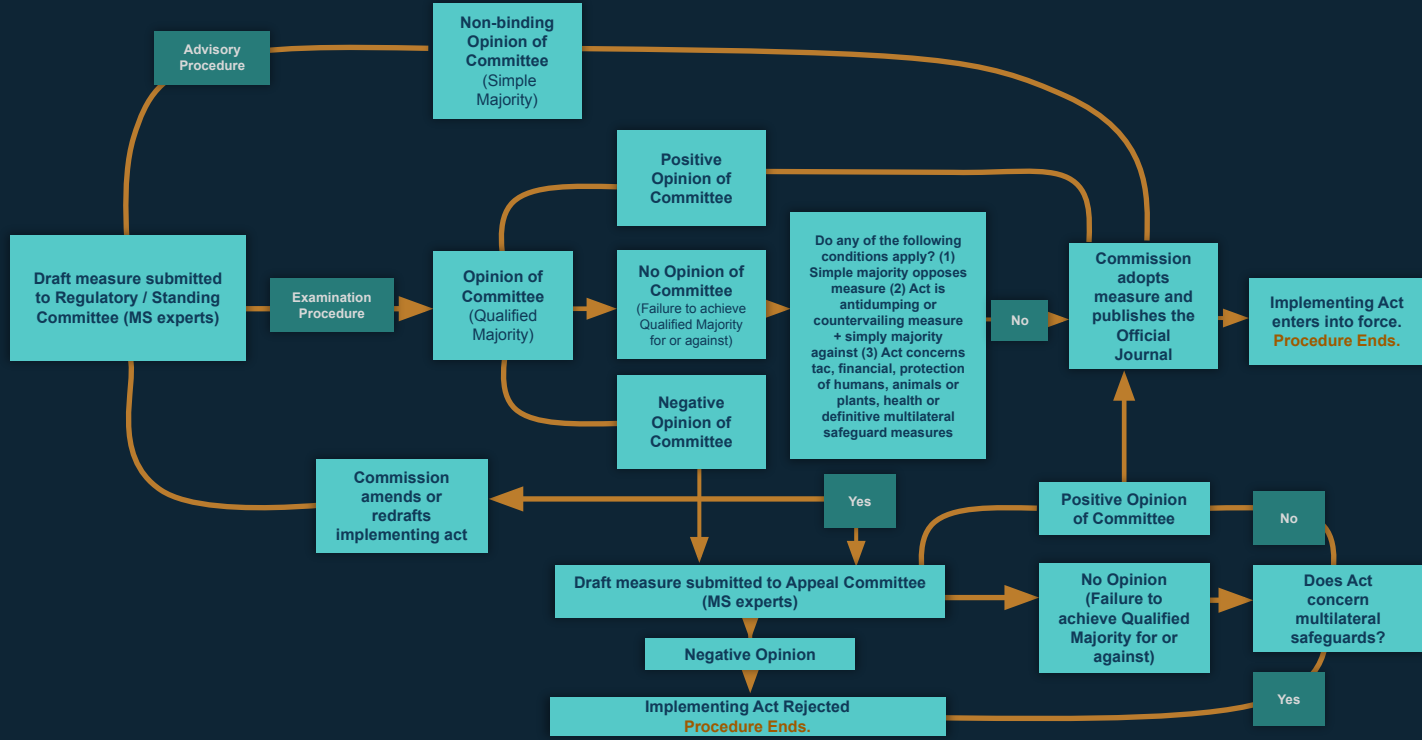 Advisory
Procedure
Non-binding
Opinion of
Committee
(Simple
Majority)
Positive
Opinion of
Committee
Draft measure submitted
to Regulatory / Standing
Committee (MS experts)
Examination
Procedure
Opinion of
Committee
(Qualified
Majority)
No Opinion of
Committee
(Failure to achieve
Qualified Majority
for or against)
Do any of the following
conditions apply? (1)
Simple majority opposes
measure (2) Act is
antidumping or
countervailing measure
+ simply majority
against (3) Act concerns
tac, financial, protection
of humans, animals or
plants, health or
definitive multilateral
safeguard measures
No
Commission
adopts
measure and
publishes the
Official
Journal
Implementing Act
enters into force.
Procedure Ends.
Negative
Opinion of
Committee
Commission
amends or
redrafts
implementing act
Yes
Positive Opinion
of Committee
No
Draft measure submitted to Appeal Committee
(MS experts)
No Opinion
(Failure to
achieve Qualified
Majority for or
against)
Does Act
concern
multilateral
safeguards?
Negative Opinion
Yes
Implementing Act Rejected
Procedure Ends.